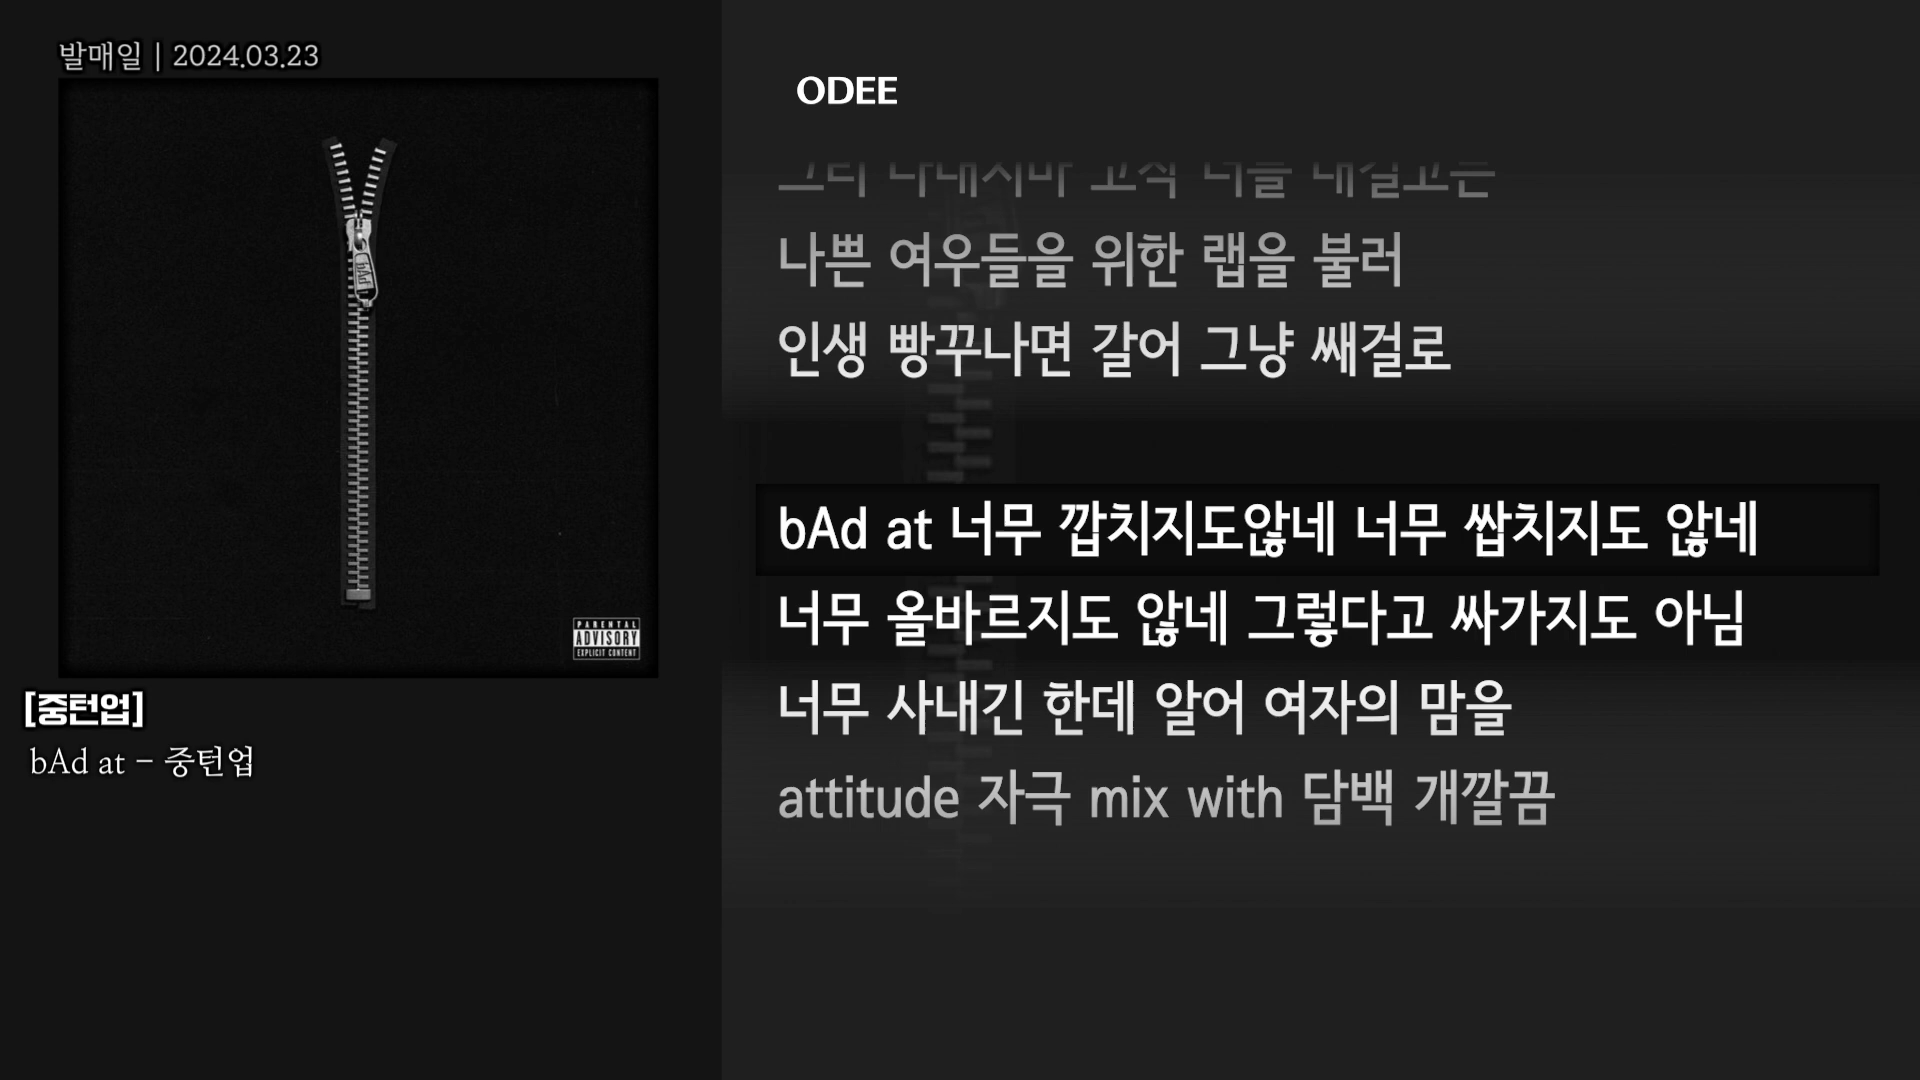 발매일 | 2024.03.23
bAd
PARENTAL
ADVISORY
EXPLICIT CONTENT
[중턴업]
bAd at - 중턴업
ODEE
나쁜 여우들을 위한 랩을 불러
인생 빵꾸나면 갈어 그냥 쌔걸로
bAd at 너무 깝치지도않네 너무 쌉치지도 않네
너무 올바르지도 않네 그렇다고 싸가지도 아님
너무 사내긴 한데 알어 여자의 맘을
attitude 자극 mix with 담백 개깔끔